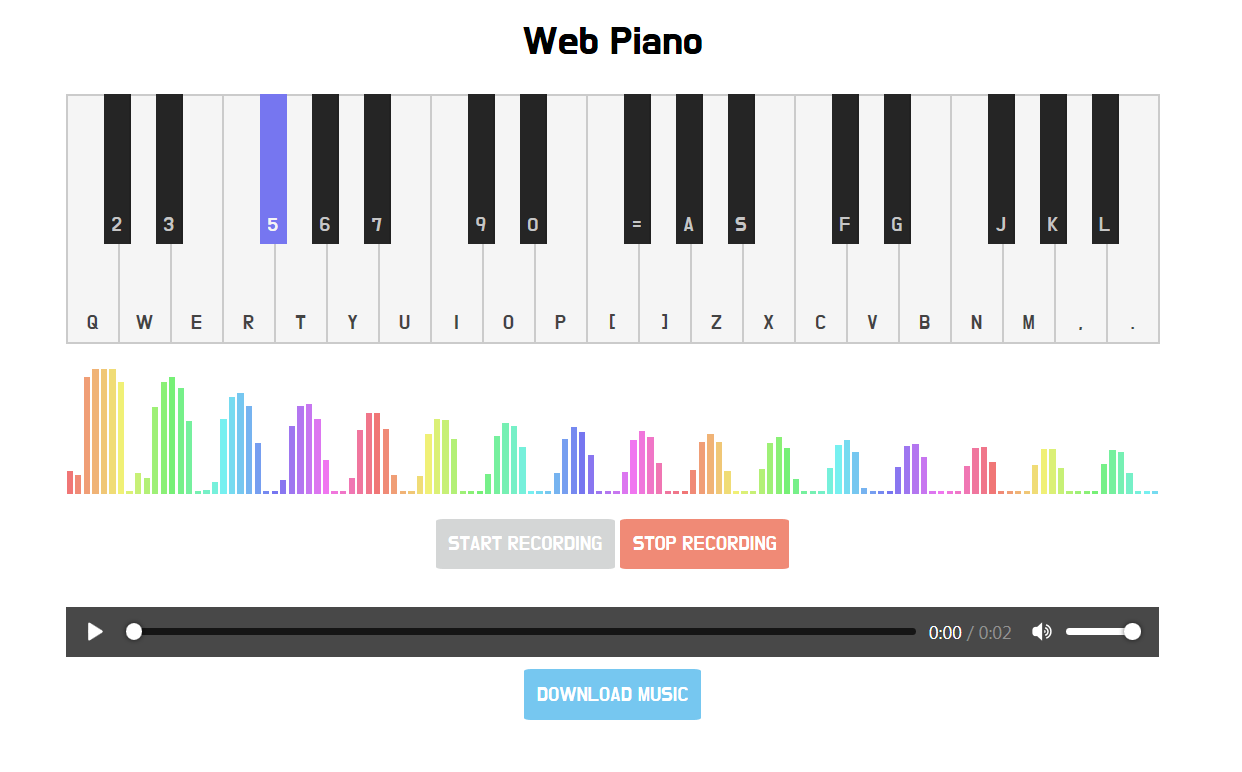 Web Piano
2 3 5 6 7 9 0 = A S F G J K L
Q W E R T Y U I O P [ ] Z X C V B N M , .
START RECORDING STOP RECORDING
0:00 / 0:02
DOWNLOAD MUSIC